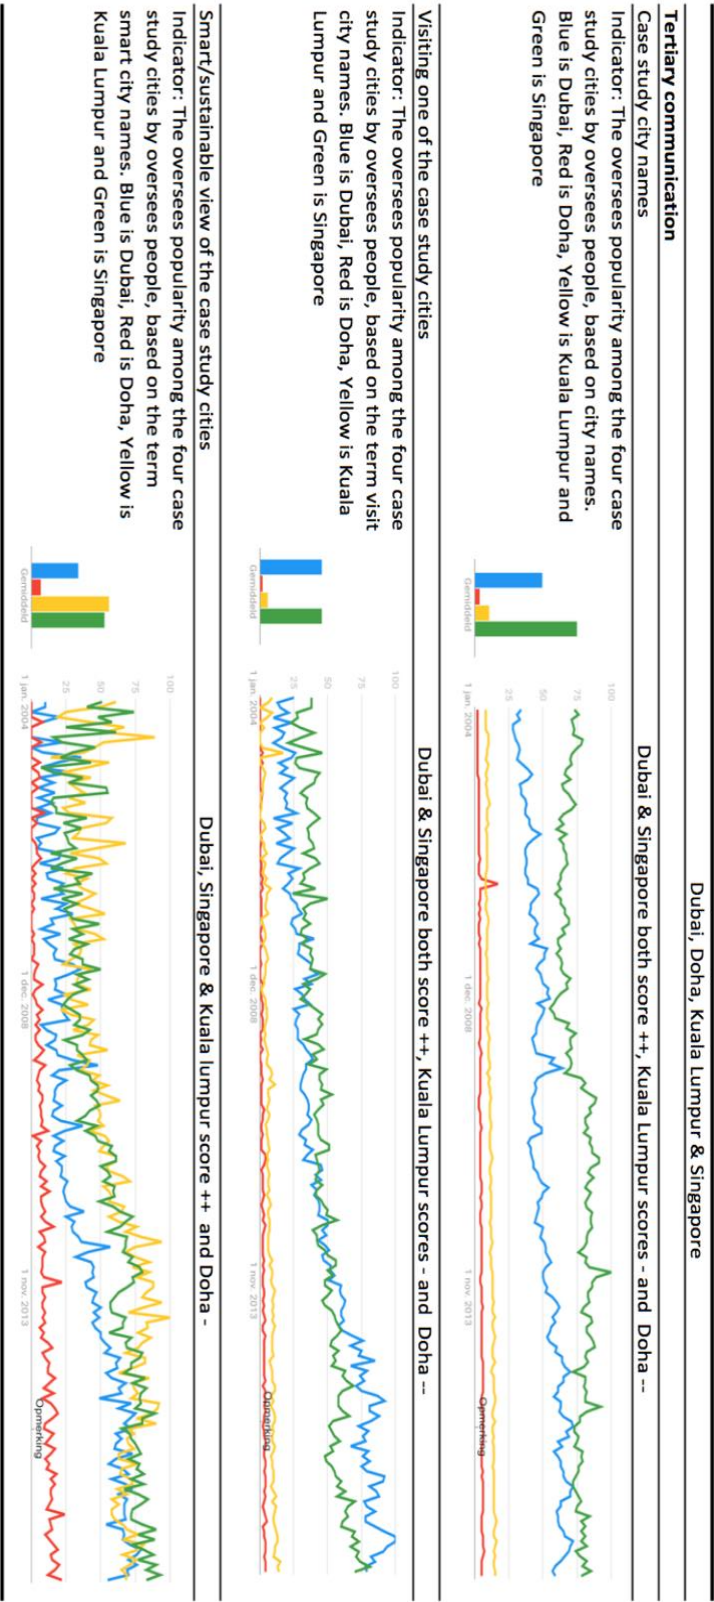 Dubai, Doha, Kuala Lumpur & Singapore
Tertiary communication
Case study city names
Dubai & Singapore both score ++, Kuala Lumpur scores - and Doha --
Indicator: The oversees popularity among the four case
study cities by oversees people, based on city names.
Blue is Dubai, Red is Doha, Yellow is Kuala Lumpur and
Green is Singapore
Gemiddeld
100
75
50
25
1 jan. 2004
1 dec. 2008
1 nov. 2013
Opmerking
Visiting one of the case study cities
Dubai & Singapore both score ++, Kuala Lumpur scores - and Doha --
Indicator: The oversees popularity among the four case
study cities by oversees people, based on the term visit
city names. Blue is Dubai, Red is Doha, Yellow is Kuala
Lumpur and Green is Singapore
Gemiddeld
100
75
50
25
1 jan. 2004
1 dec. 2008
1 nov. 2013
Opmerking
Smart/sustainable view of the case study cities
Dubai, Singapore & Kuala lumpur score ++ and Doha -
Indicator: The oversees popularity among the four case
study cities by oversees people, based on the term
smart city names. Blue is Dubai, Red is Doha, Yellow is
Kuala Lumpur and Green is Singapore
Gemiddeld
100
75
50
25
1 jan. 2004
1 dec. 2008
1 nov. 2013
Opmerking